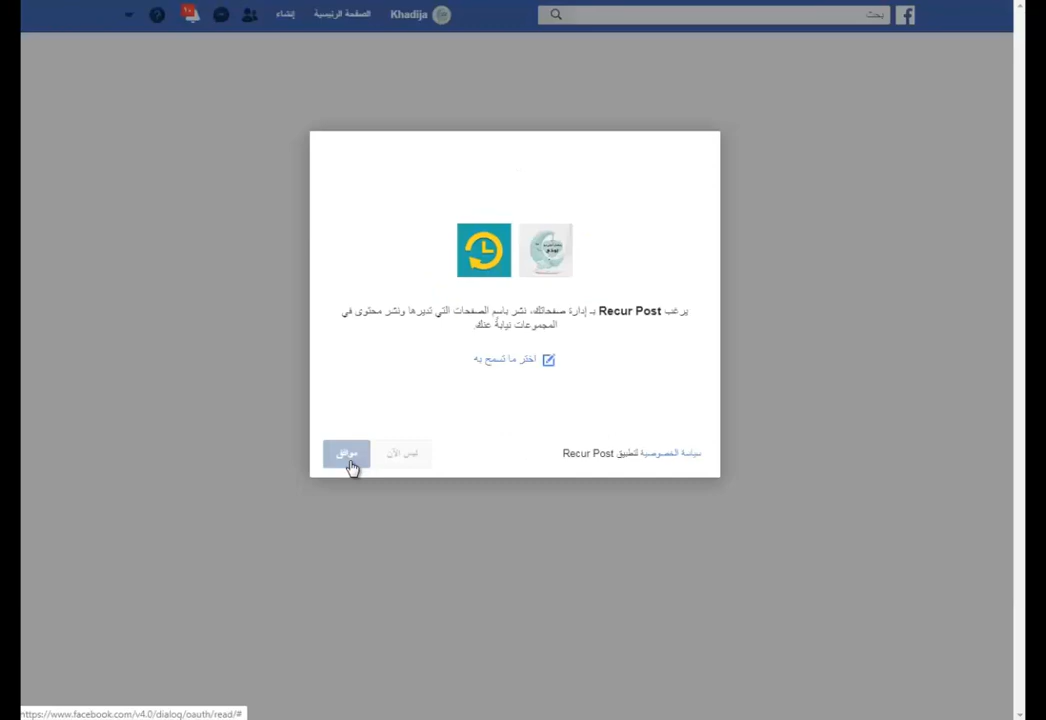 بحث
Khadija
الصفحة الرئيسية
إنشاء
١٠
يرغب Recur Post بـ إدارة صفحاتك، نشر باسم الصفحات التي تديرها ونشر محتوى في
المجموعات نيابةً عنك.
اختر ما تسمح به
سياسة الخصوصية لتطبيق Recur Post
ليس الآن
موافق
https://www.facebook.com/v4.0/dialog/oauth/read/#